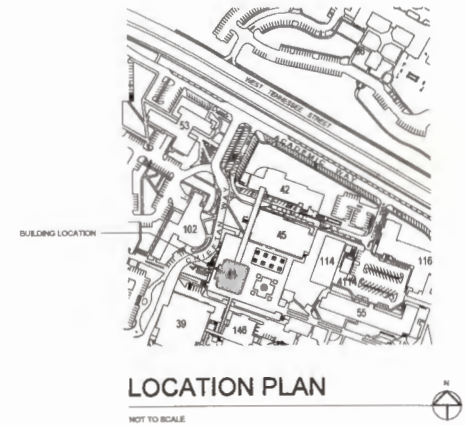 WEST TENNESSEE STREET
ACADEMIC WAY
53
42
BUILDING LOCATION
102
45
114
116
55
39
146
LOCATION PLAN
N
NOT TO SCALE